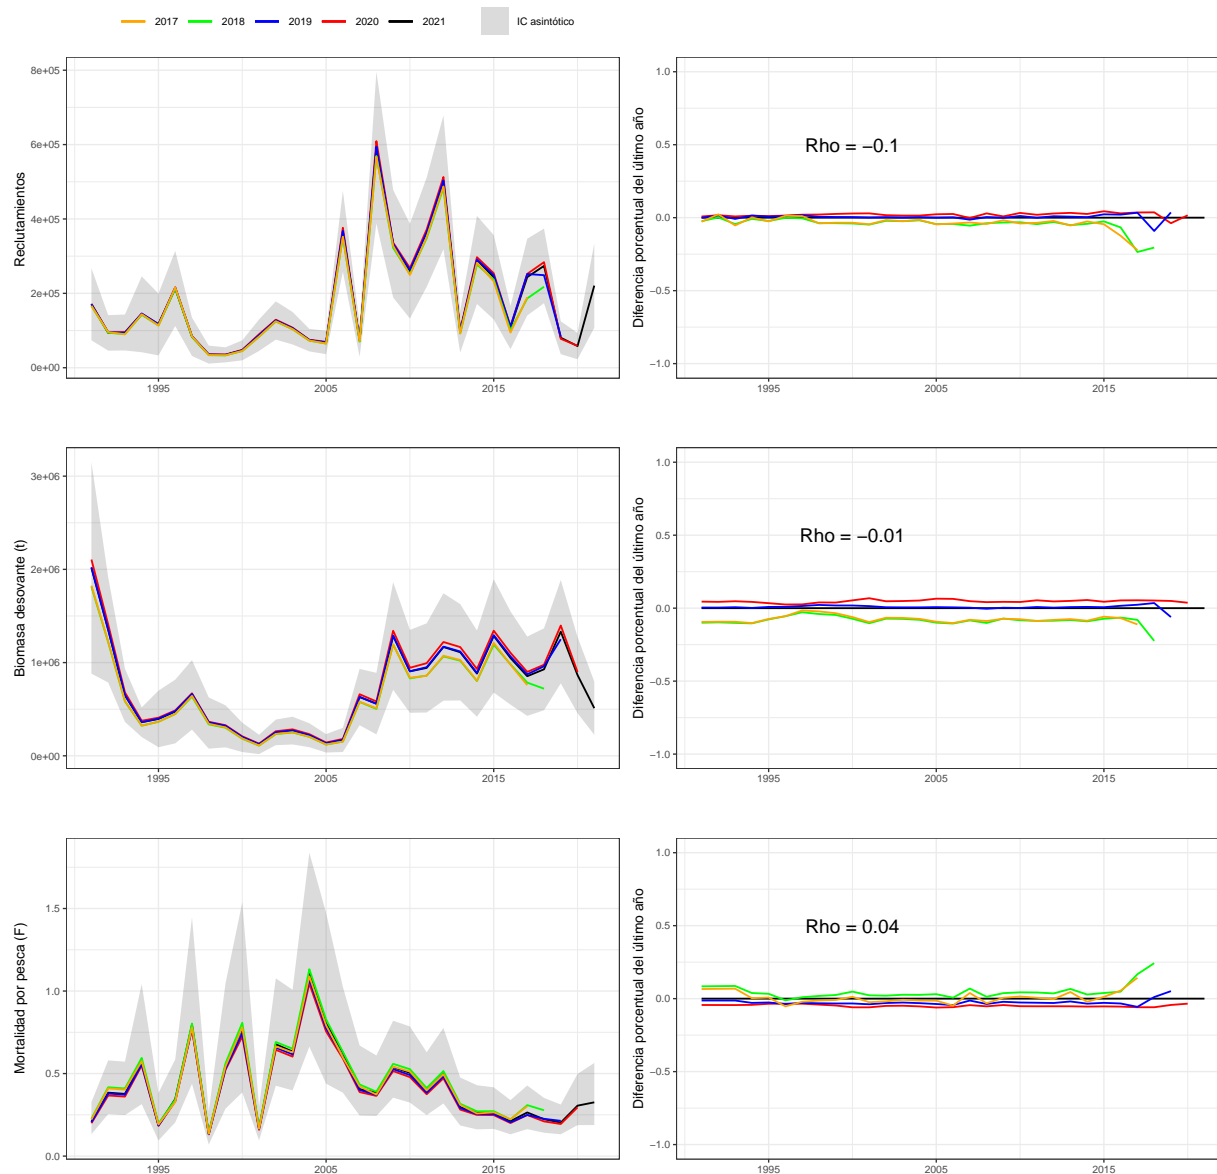 2017 2018 2019 2020 2021 IC asintótico
Reclutamientos
8e+05
6e+05
4e+05
2e+05
0e+00
1995 2005 2015
Diferencia porcentual del último año
1.0
0.5
0.0
−0.5
−1.0
Rho = −0.1
1995 2005 2015
Biomasa desovante (t)
3e+06
2e+06
1e+06
0e+00
1995 2005 2015
Diferencia porcentual del último año
1.0
0.5
0.0
−0.5
−1.0
Rho = −0.01
1995 2005 2015
Mortalidad por pesca (F)
1.5
1.0
0.5
0.0
1995 2005 2015
Diferencia porcentual del último año
1.0
0.5
0.0
−0.5
−1.0
Rho = 0.04
1995 2005 2015